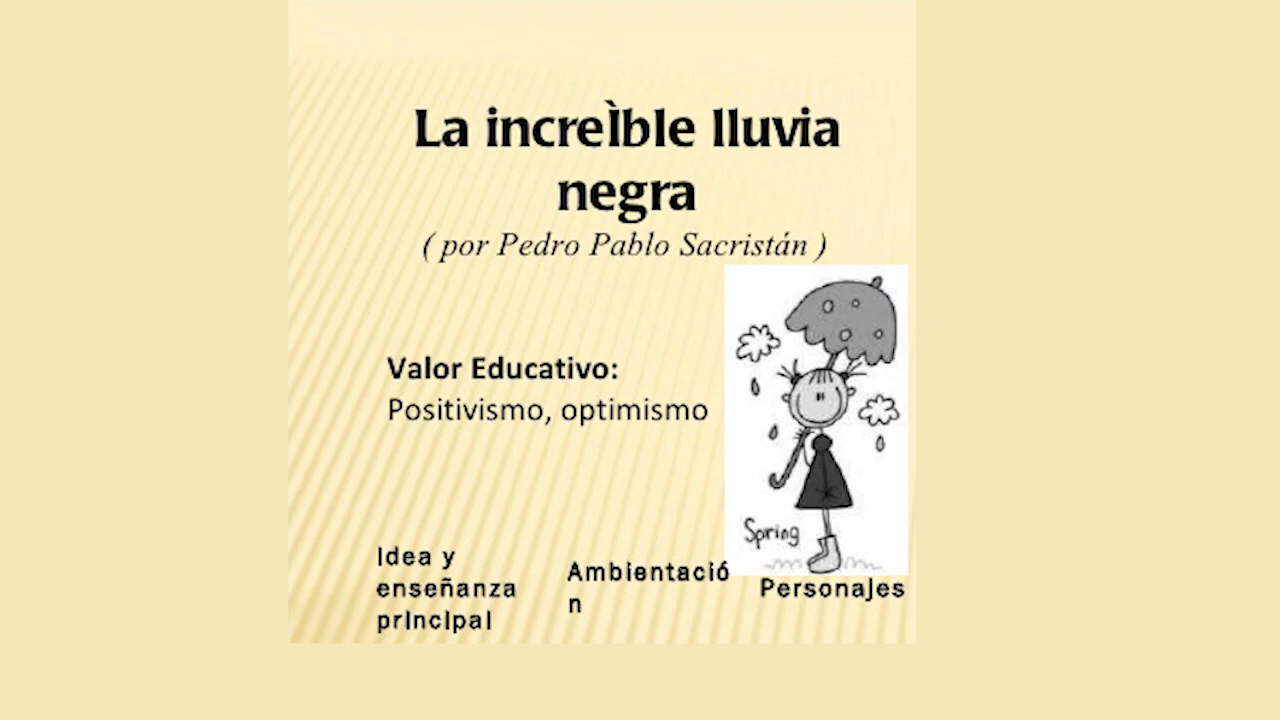 La increÌble lluvia
negra
( por Pedro Pablo Sacristán )
Valor Educativo:
Positivismo, optimismo
Spring
Idea y
enseñanza
principal
Ambientació
n
Personajes